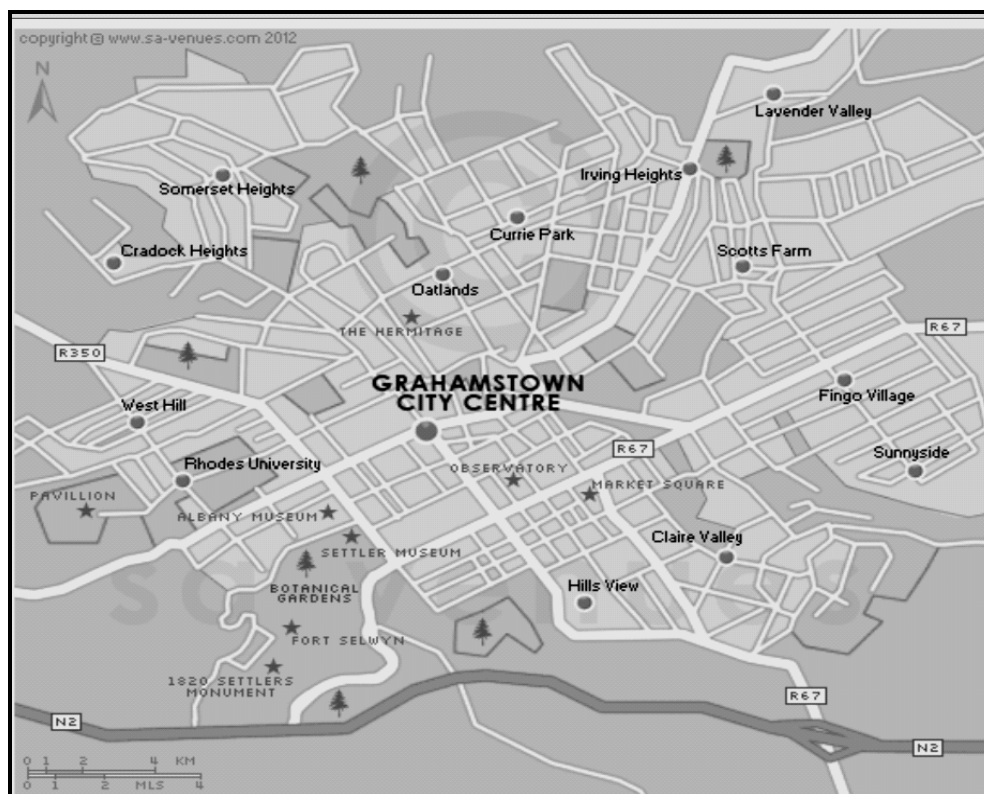 copyright © www.sa-venues.com 2012
N
Lavender Valley
Irving Heights
Somerset Heights
Currie Park
Cradock Heights
Scotts Farm
Oatlands
THE HERMITAGE
R67
R350
GRAHAMSTOWN
CITY CENTRE
Fingo Village
West Hill
R67
Sunnyside
Rhodes University
OBSERVATORY
MARKET SQUARE
PAVILLION
ALBANY MUSEUM
Claire Valley
SETTLER MUSEUM
sa venues
BOTANICAL
GARDENS
Hills View
FORT SELWYN
1820 SETTLERS
MONUMENT
R67
N2
N2
0 1 2 4 KM
0 1 2 MLS 4